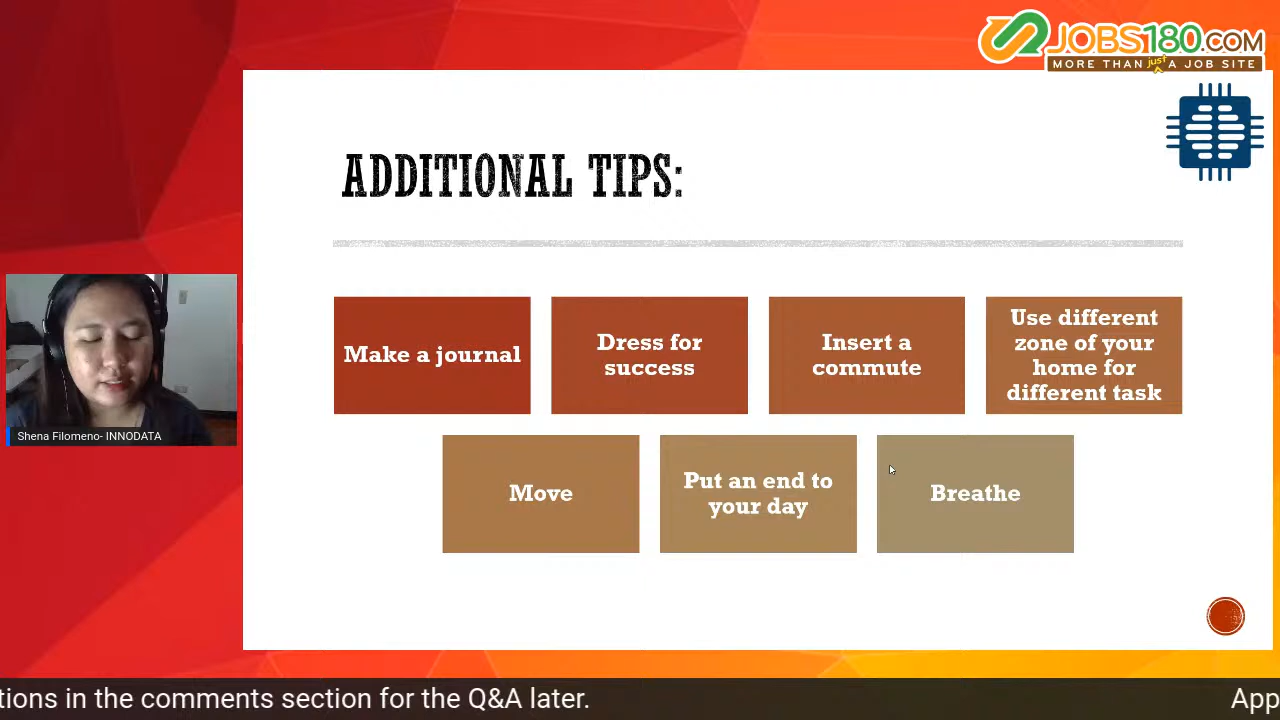 JOBS180.COM
MORE THAN just A JOB SITE
ADDITIONAL TIPS:
Make a journal
Dress for
success
Insert a
commute
Use different
zone of your
home for
different task
Move
Put an end to
your day
Breathe
Shena Filomeno- INNODATA
tions in the comments section for the Q&A later.
App